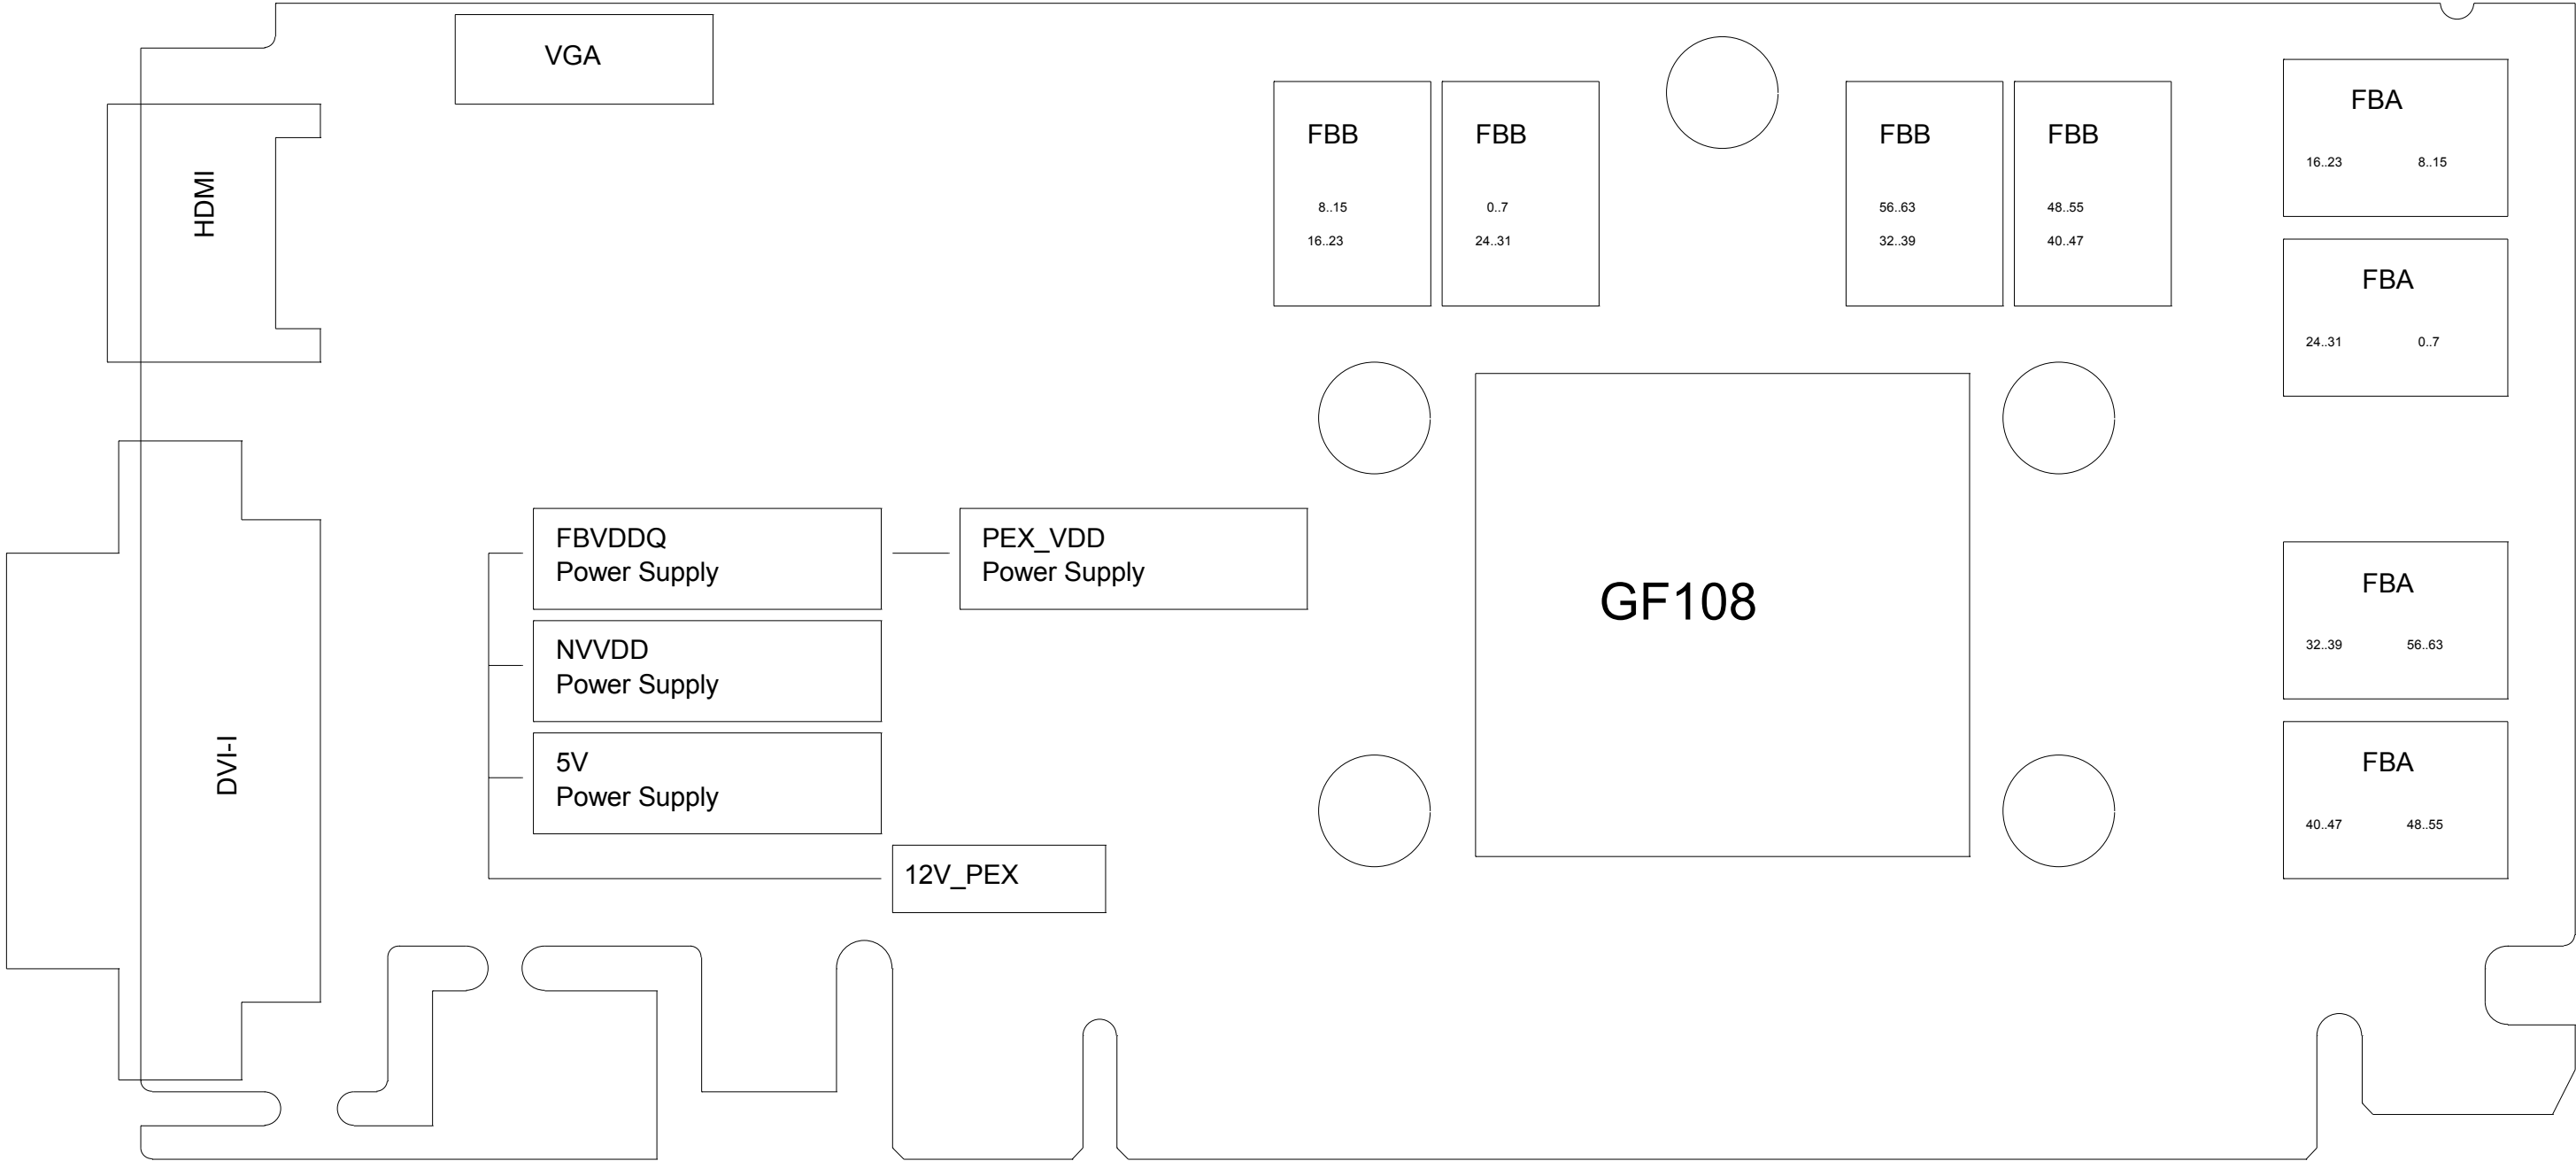 VGA
HDMI
FBB
8..15
16..23
FBB
0..7
24..31
FBB
56..63
32..39
FBB
48..55
40..47
FBA
16..23 8..15
FBA
24..31 0..7
FBVDDQ
Power Supply
PEX_VDD
Power Supply
NVVDD
Power Supply
5V
Power Supply
12V_PEX
DVI-I
GF108
FBA
32..39 56..63
FBA
40..47 48..55